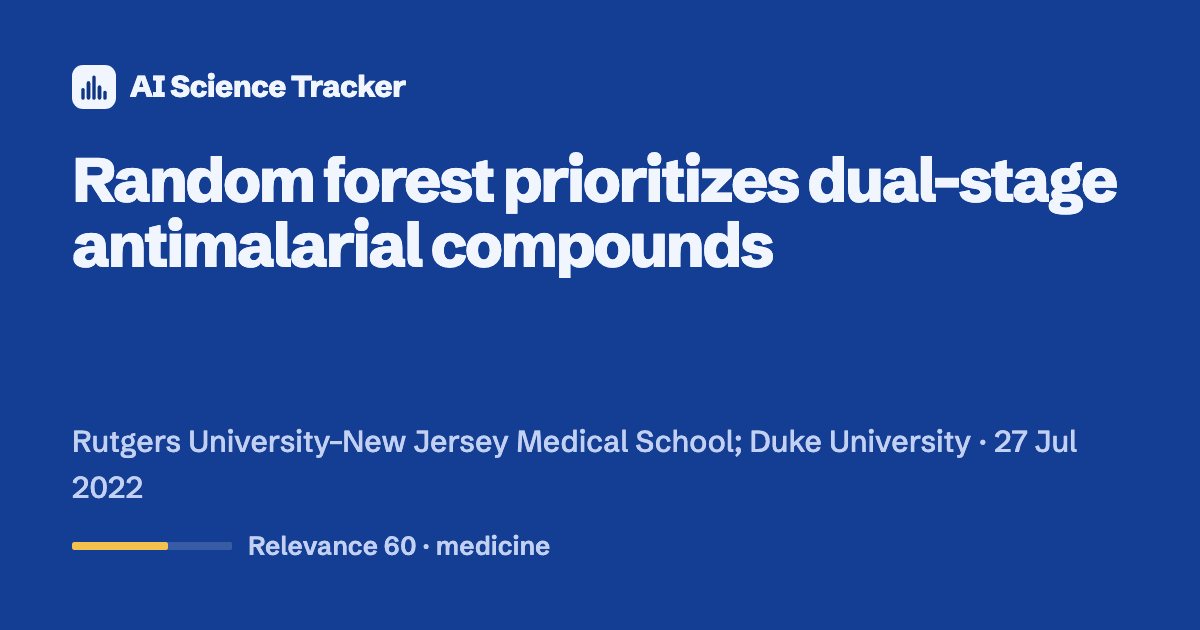 AI Science Tracker
Random forest prioritizes dual-stage
antimalarial compounds
Rutgers University–New Jersey Medical School; Duke University · 27 Jul
2022
Relevance 60 · medicine